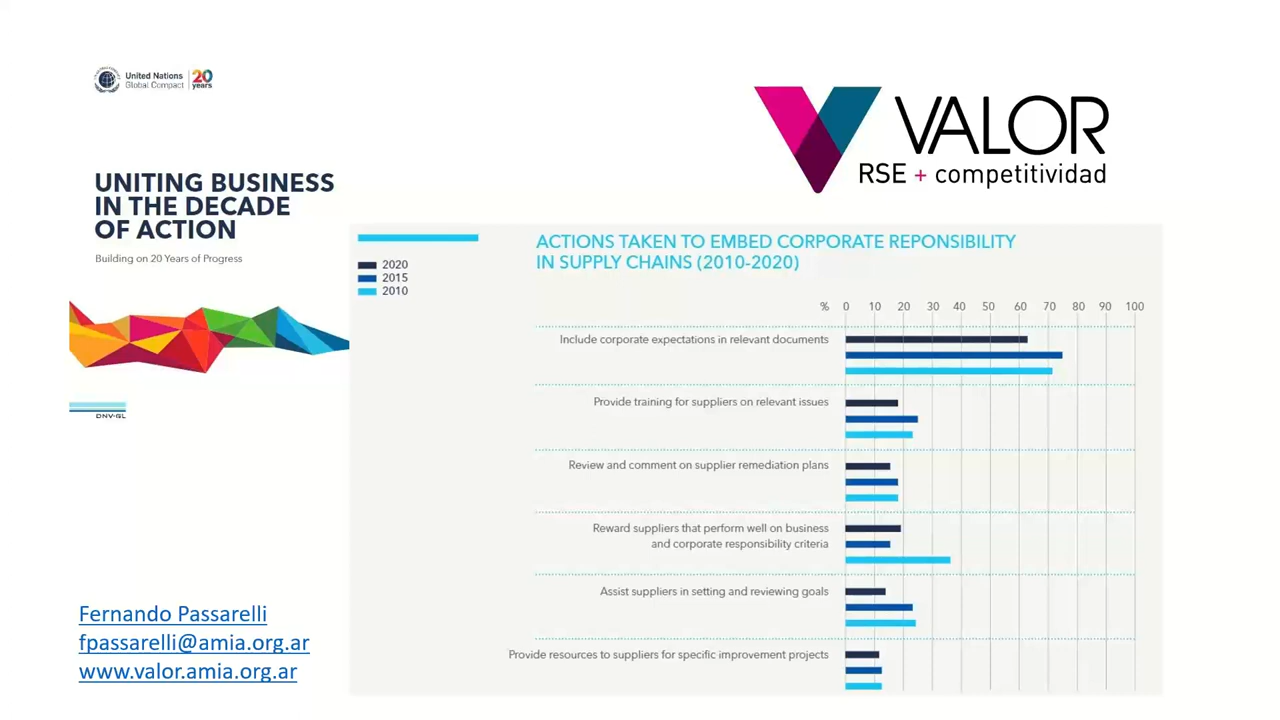 United Nations
Global Compact
20
years
VALOR
RSE + competitividad
UNITING BUSINESS
IN THE DECADE
OF ACTION
Building on 20 Years of Progress
DNV·GL
ACTIONS TAKEN TO EMBED CORPORATE REPONSIBILITY
IN SUPPLY CHAINS (2010-2020)
2020
2015
2010
% 0 10 20 30 40 50 60 70 80 90 100
Include corporate expectations in relevant documents
Provide training for suppliers on relevant issues
Review and comment on supplier remediation plans
Reward suppliers that perform well on business
and corporate responsibility criteria
Assist suppliers in setting and reviewing goals
Provide resources to suppliers for specific improvement projects
Fernando Passarelli
fpassarelli@amia.org.ar
www.valor.amia.org.ar